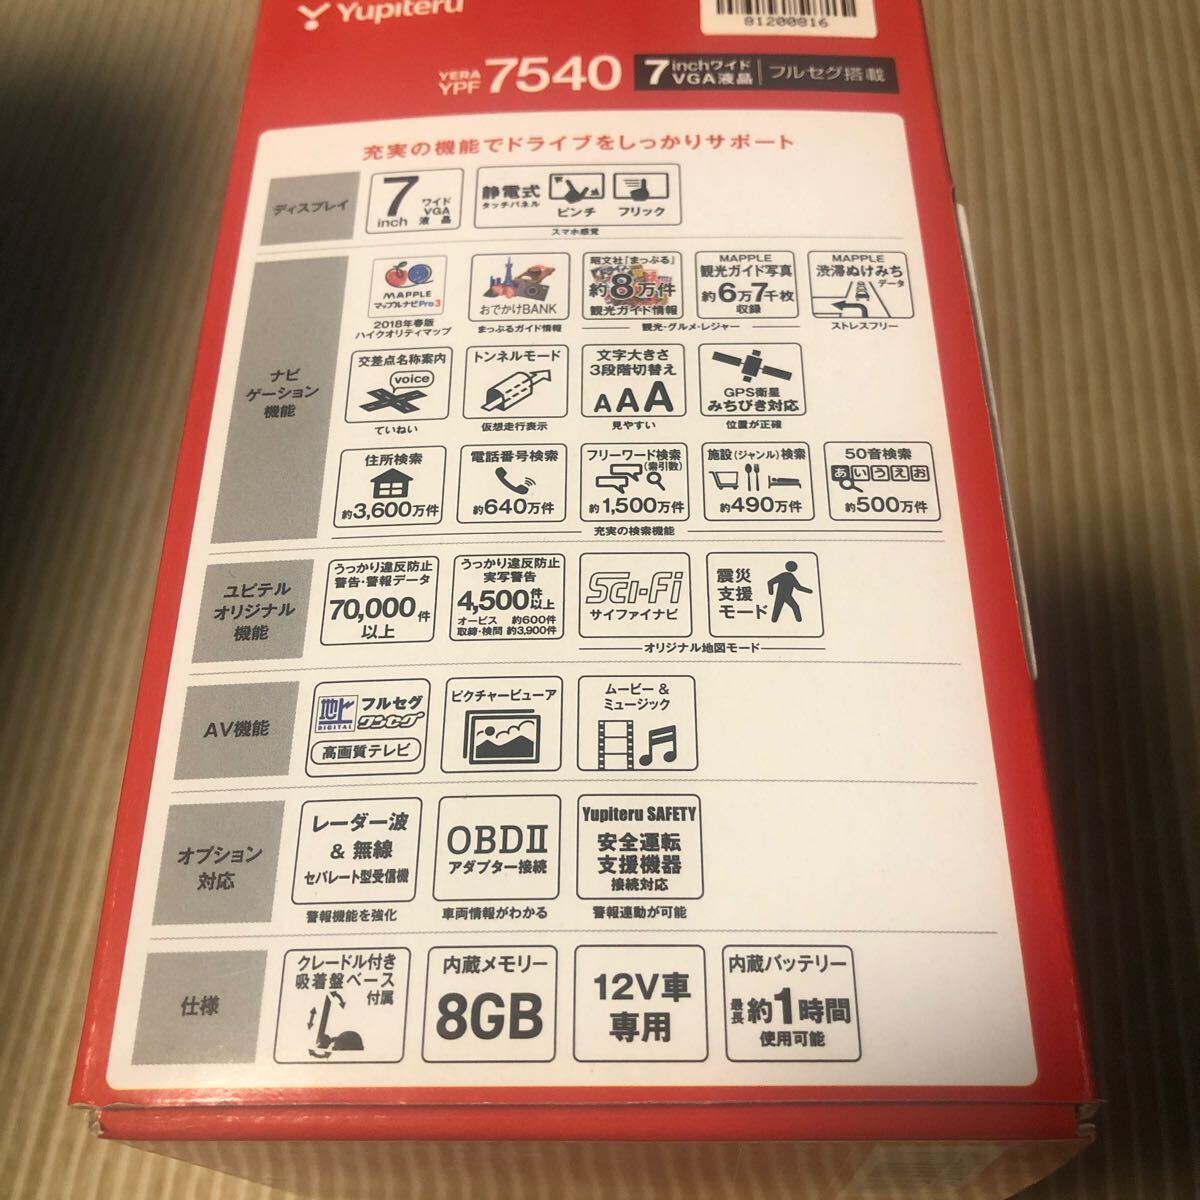 Yupiteru
91200816
YERA
YPF 7540
7inchワイド
VGA液晶
フルセグ搭載
充実の機能でドライブをしっかりサポート
ディスプレイ
7
inch
ワイド
VGA
液晶
静電式
タッチパネル
ピンチ
フリック
スマホ感覚
ナビ
ゲーション
機能
MAPPLE
マップルナビPro3
2018年春版
ハイクオリティマップ
おでかけBANK
まっぷるガイド情報
昭文社「まっぷる」
約8万件
観光ガイド情報
MAPPLE
観光ガイド写真
約6万7千枚
収録
観光・グルメ・レジャー
MAPPLE
渋滞ぬけみち
データ
ストレスフリー
交差点名称案内
voice
ていねい
トンネルモード
仮想走行表示
文字大きさ
3段階切替え
AAA
見やすい
GPS衛星
みちびき対応
位置が正確
住所検索
約3,600万件
電話番号検索
約640万件
フリーワード検索
(索引数)
約1,500万件
施設(ジャンル)検索
約490万件
50音検索
あいうえお
約500万件
充実の検索機能
ユピテル
オリジナル
機能
うっかり違反防止
警告・警報データ
70,000件
以上
うっかり違反防止
実写警告
4,500件以上
オービス 約600件
取締・検問 約3,900件
Sci-Fi
サイファイナビ
震災
支援
モード
オリジナル地図モード
AV機能
地上
DIGITAL
フルセグ
ワンセグ
高画質テレビ
ピクチャービューア
ムービー &
ミュージック
オプション
対応
レーダー波
& 無線
セパレート型受信機
警報機能を強化
OBDII
アダプター接続
車両情報がわかる
Yupiteru SAFETY
安全運転
支援機器
接続対応
警報連動が可能
仕様
クレードル付き
吸着盤ベース
付属
内蔵メモリー
8GB
12V車
専用
内蔵バッテリー
最長約1時間
使用可能